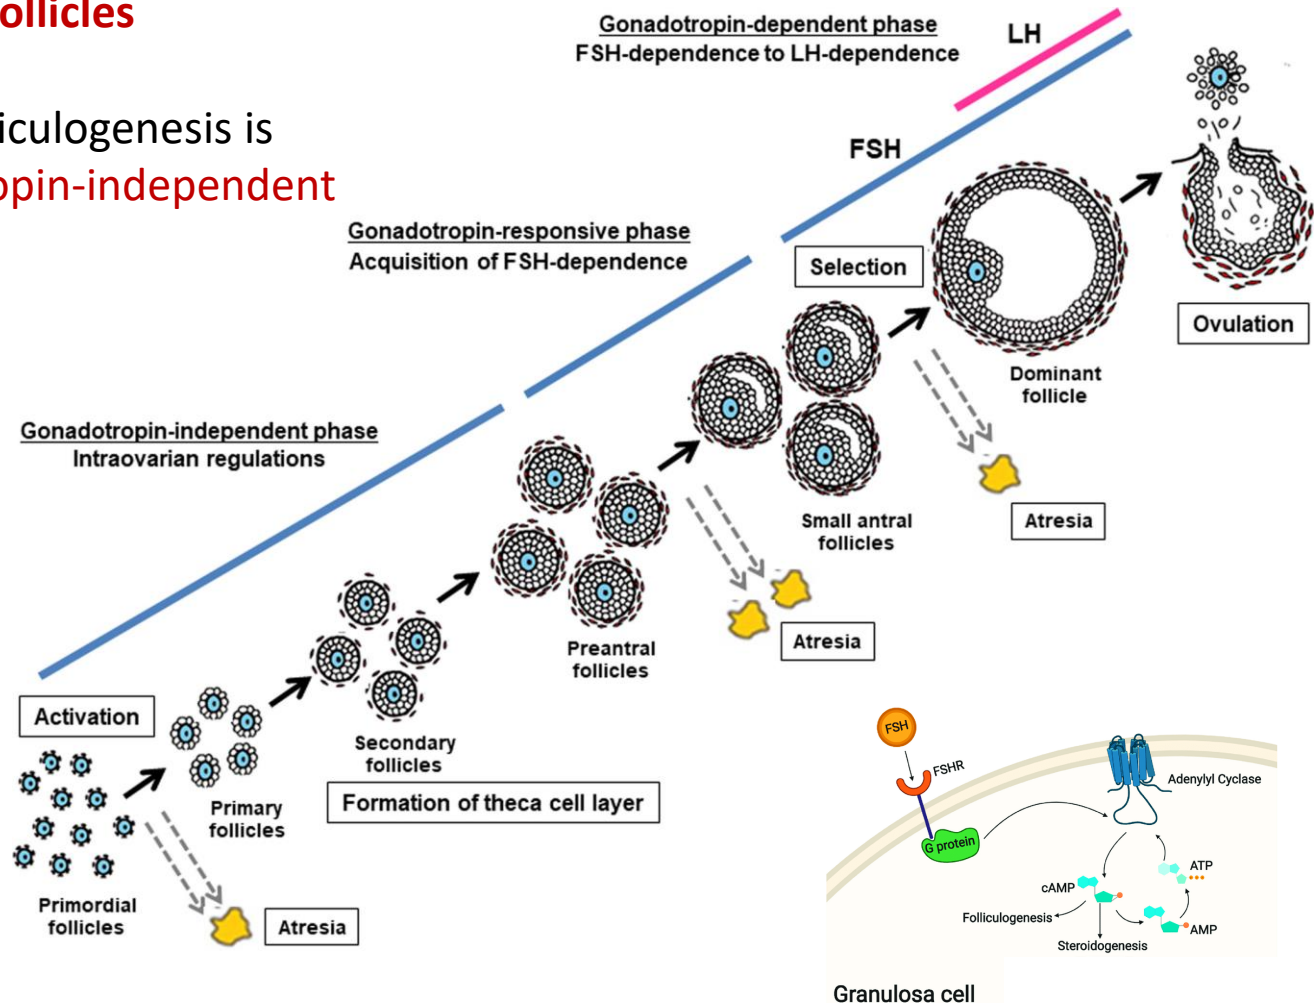 ollicles
iculogenesis is
opin-independent
Gonadotropin-dependent phase
FSH-dependence to LH-dependence
LH
FSH
Gonadotropin-responsive phase
Acquisition of FSH-dependence
Selection
Ovulation
Dominant
follicle
Gonadotropin-independent phase
Intraovarian regulations
Small antral
follicles
Atresia
Preantral
follicles
Atresia
Activation
Secondary
follicles
Formation of theca cell layer
Primary
follicles
Primordial
follicles
Atresia
FSH
FSHR
Adenylyl Cyclase
G protein
ATP
cAMP
Folliculogenesis
AMP
Steroidogenesis
Granulosa cell